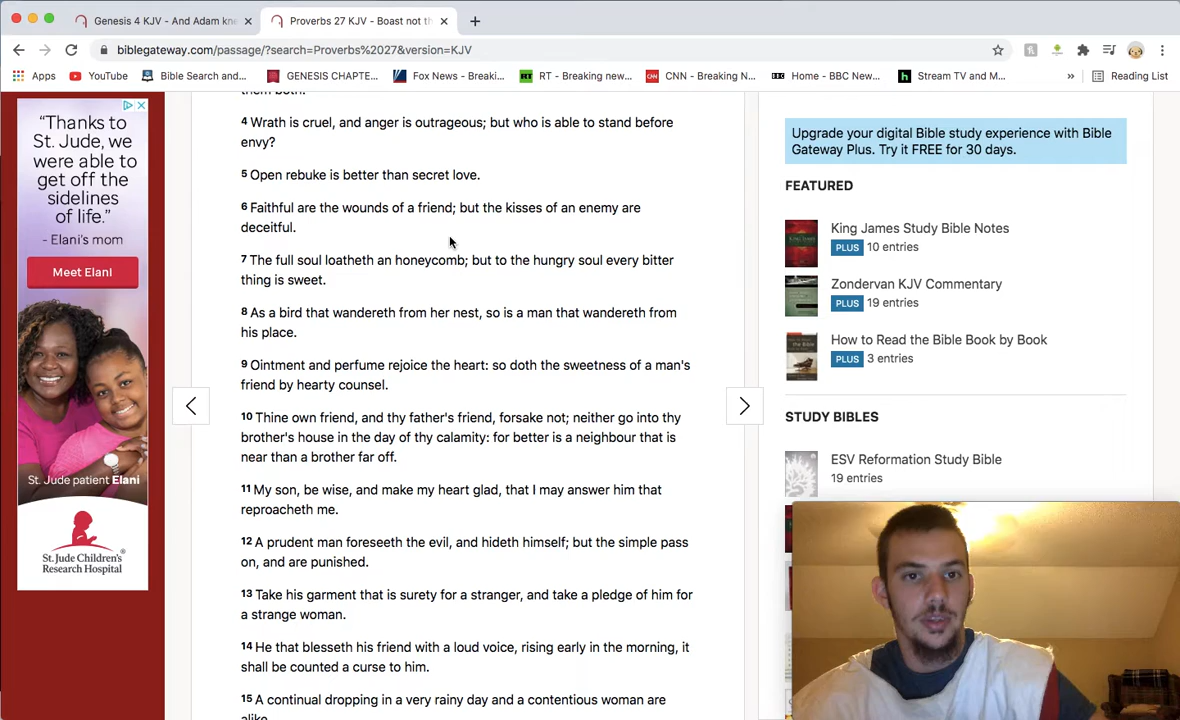 Genesis 4 KJV - And Adam kne
Proverbs 27 KJV - Boast not th
biblegateway.com/passage/?search=Proverbs%2027&version=KJV
Apps
YouTube
Bible Search and...
GENESIS CHAPTE...
Fox News - Breaki...
RT
RT - Breaking new...
CNN
CNN - Breaking N...
BBC
Home - BBC New...
h
Stream TV and M...
»
Reading List
"Thanks to
St. Jude, we
were able to
get off the
sidelines
of life."
- Elani's mom
Meet Elani
St. Jude patient Elani
St. Jude Children's
Research Hospital
them both.
4 Wrath is cruel, and anger is outrageous; but who is able to stand before
envy?
5 Open rebuke is better than secret love.
6 Faithful are the wounds of a friend; but the kisses of an enemy are
deceitful.
7 The full soul loatheth an honeycomb; but to the hungry soul every bitter
thing is sweet.
8 As a bird that wandereth from her nest, so is a man that wandereth from
his place.
9 Ointment and perfume rejoice the heart: so doth the sweetness of a man's
friend by hearty counsel.
10 Thine own friend, and thy father's friend, forsake not; neither go into thy
brother's house in the day of thy calamity: for better is a neighbour that is
near than a brother far off.
11 My son, be wise, and make my heart glad, that I may answer him that
reproacheth me.
12 A prudent man foreseeth the evil, and hideth himself; but the simple pass
on, and are punished.
13 Take his garment that is surety for a stranger, and take a pledge of him for
a strange woman.
14 He that blesseth his friend with a loud voice, rising early in the morning, it
shall be counted a curse to him.
15 A continual dropping in a very rainy day and a contentious woman are
alike.
Upgrade your digital Bible study experience with Bible
Gateway Plus. Try it FREE for 30 days.
FEATURED
King James Study Bible Notes
PLUS 10 entries
Zondervan KJV Commentary
PLUS 19 entries
How to Read the Bible Book by Book
PLUS 3 entries
STUDY BIBLES
ESV Reformation Study Bible
19 entries